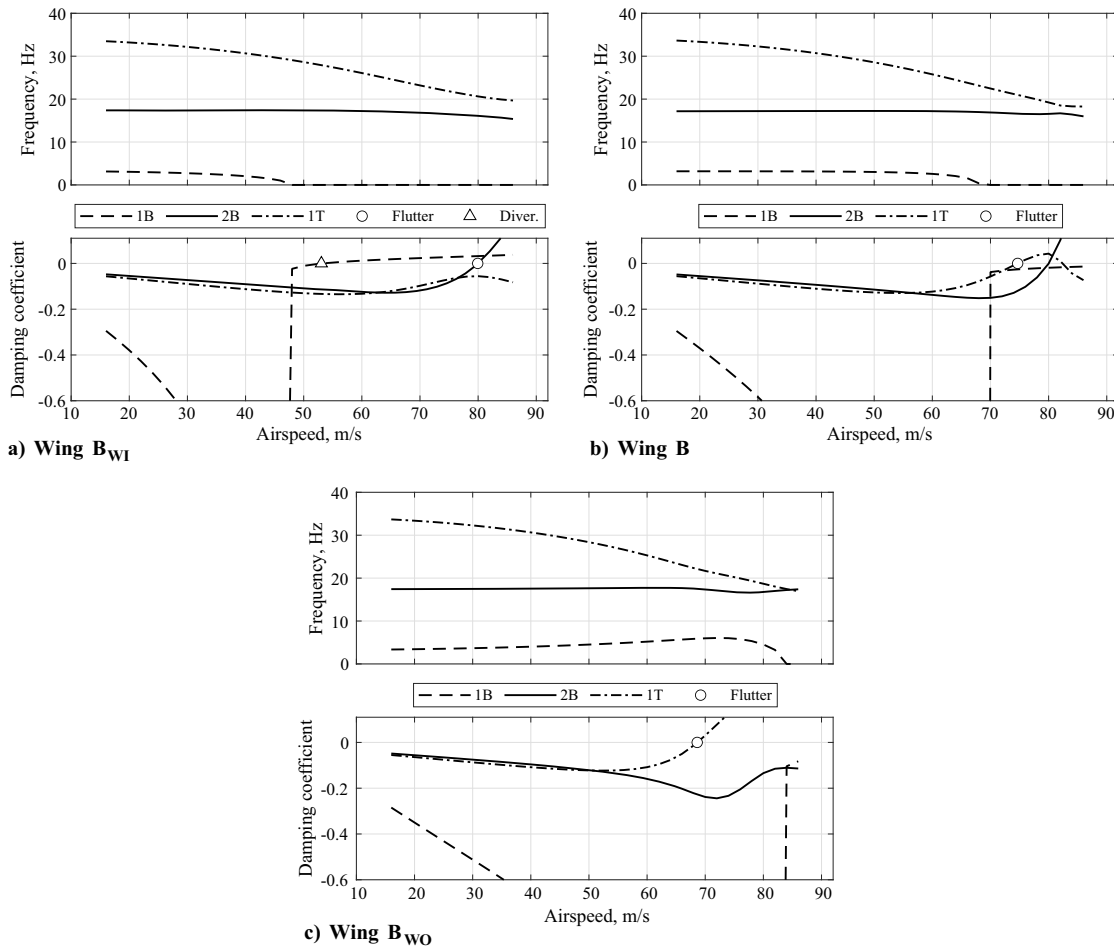 40
30
20
10
0
Frequency, Hz
1B 2B 1T Flutter Diver.
0
-0.2
-0.4
-0.6
Damping coefficient
10 20 30 40 50 60 70 80 90
Airspeed, m/s
a) Wing BWI
40
30
20
10
0
Frequency, Hz
1B 2B 1T Flutter
0
-0.2
-0.4
-0.6
Damping coefficient
10 20 30 40 50 60 70 80 90
Airspeed, m/s
b) Wing B
40
30
20
10
0
Frequency, Hz
1B 2B 1T Flutter
0
-0.2
-0.4
-0.6
Damping coefficient
10 20 30 40 50 60 70 80 90
Airspeed, m/s
c) Wing BWO